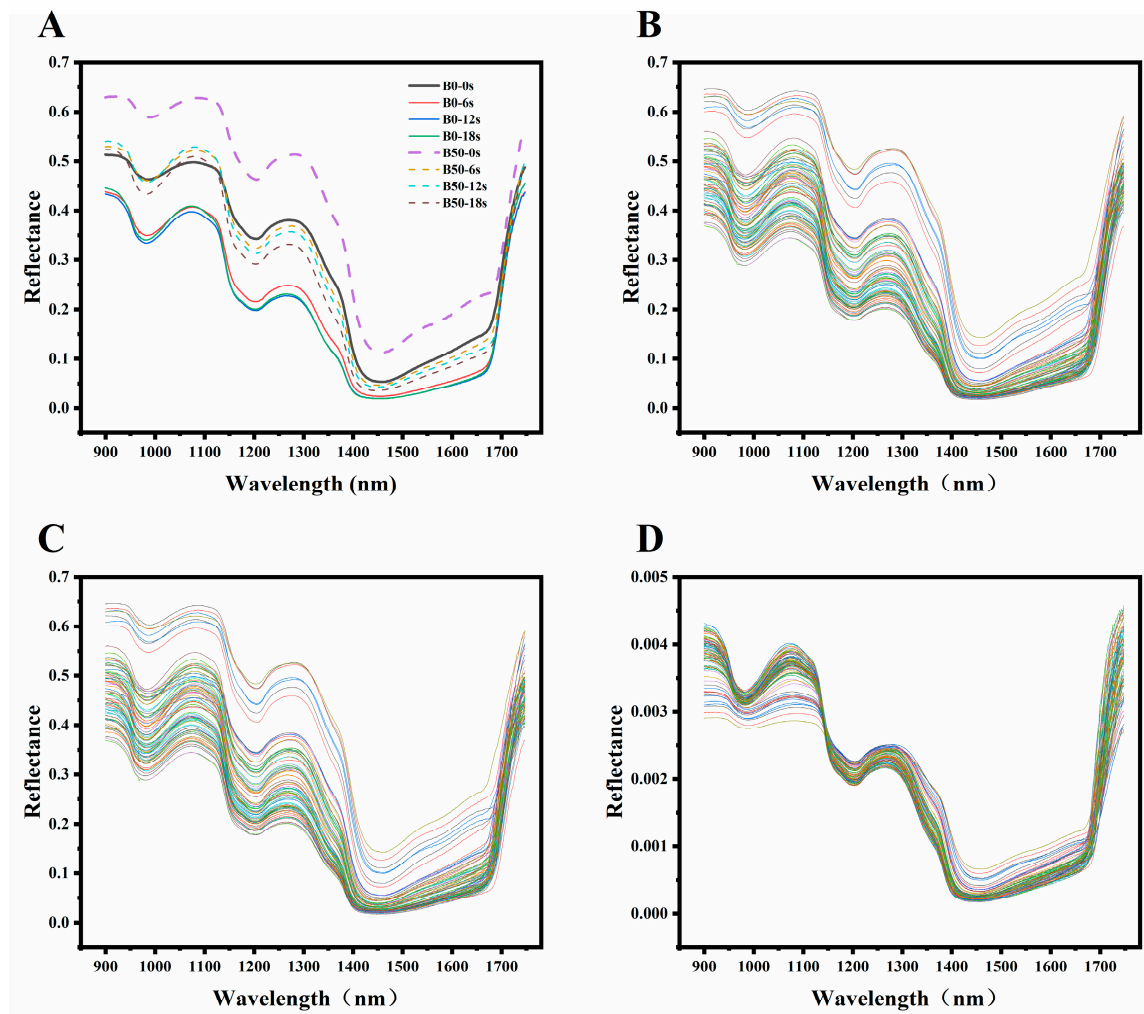 A
0.7
0.6
0.5
0.4
0.3
0.2
0.1
0.0
Reflectance
B0-0s
B0-6s
B0-12s
B0-18s
B50-0s
B50-6s
B50-12s
B50-18s
900 1000 1100 1200 1300 1400 1500 1600 1700
Wavelength (nm)
B
0.7
0.6
0.5
0.4
0.3
0.2
0.1
0.0
Reflectance
900 1000 1100 1200 1300 1400 1500 1600 1700
Wavelength（nm）
C
0.7
0.6
0.5
0.4
0.3
0.2
0.1
0.0
Reflectance
900 1000 1100 1200 1300 1400 1500 1600 1700
Wavelength（nm）
D
0.005
0.004
0.003
0.002
0.001
0.000
Reflectance
900 1000 1100 1200 1300 1400 1500 1600 1700
Wavelength（nm）